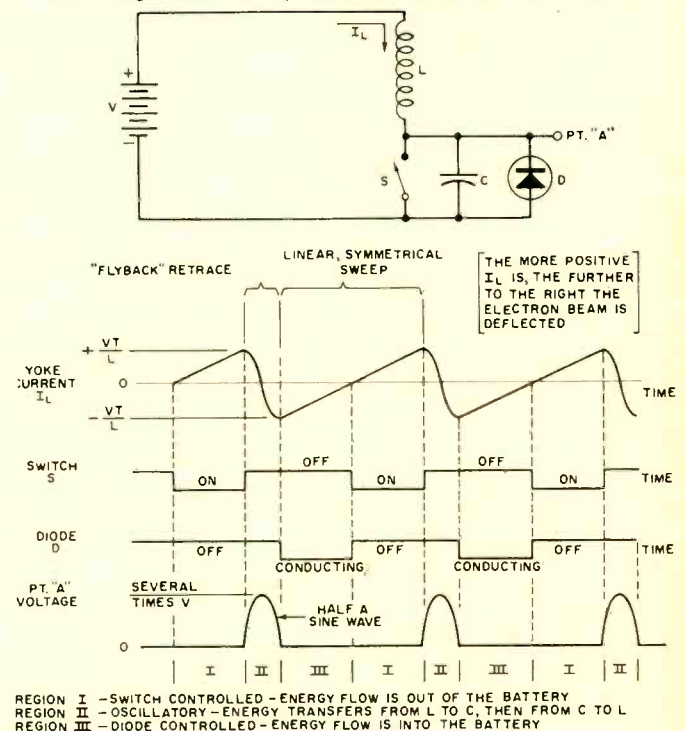 I_L
L
+
V
-
S
C
D
PT. "A"
"FLYBACK" RETRACE
LINEAR, SYMMETRICAL
SWEEP
THE MORE POSITIVE
I_L IS, THE FURTHER
TO THE RIGHT THE
ELECTRON BEAM IS
DEFLECTED
+ VT/L
YOKE
CURRENT
I_L
0
TIME
- VT/L
SWITCH
S
ON
OFF
ON
OFF
ON
TIME
DIODE
D
OFF
CONDUCTING
OFF
CONDUCTING
OFF
TIME
PT. "A"
VOLTAGE
SEVERAL
TIMES V
HALF A
SINE WAVE
0
I II III I II III I II
REGION I - SWITCH CONTROLLED - ENERGY FLOW IS OUT OF THE BATTERY
REGION II - OSCILLATORY - ENERGY TRANSFERS FROM L TO C, THEN FROM C TO L
REGION III - DIODE CONTROLLED - ENERGY FLOW IS INTO THE BATTERY